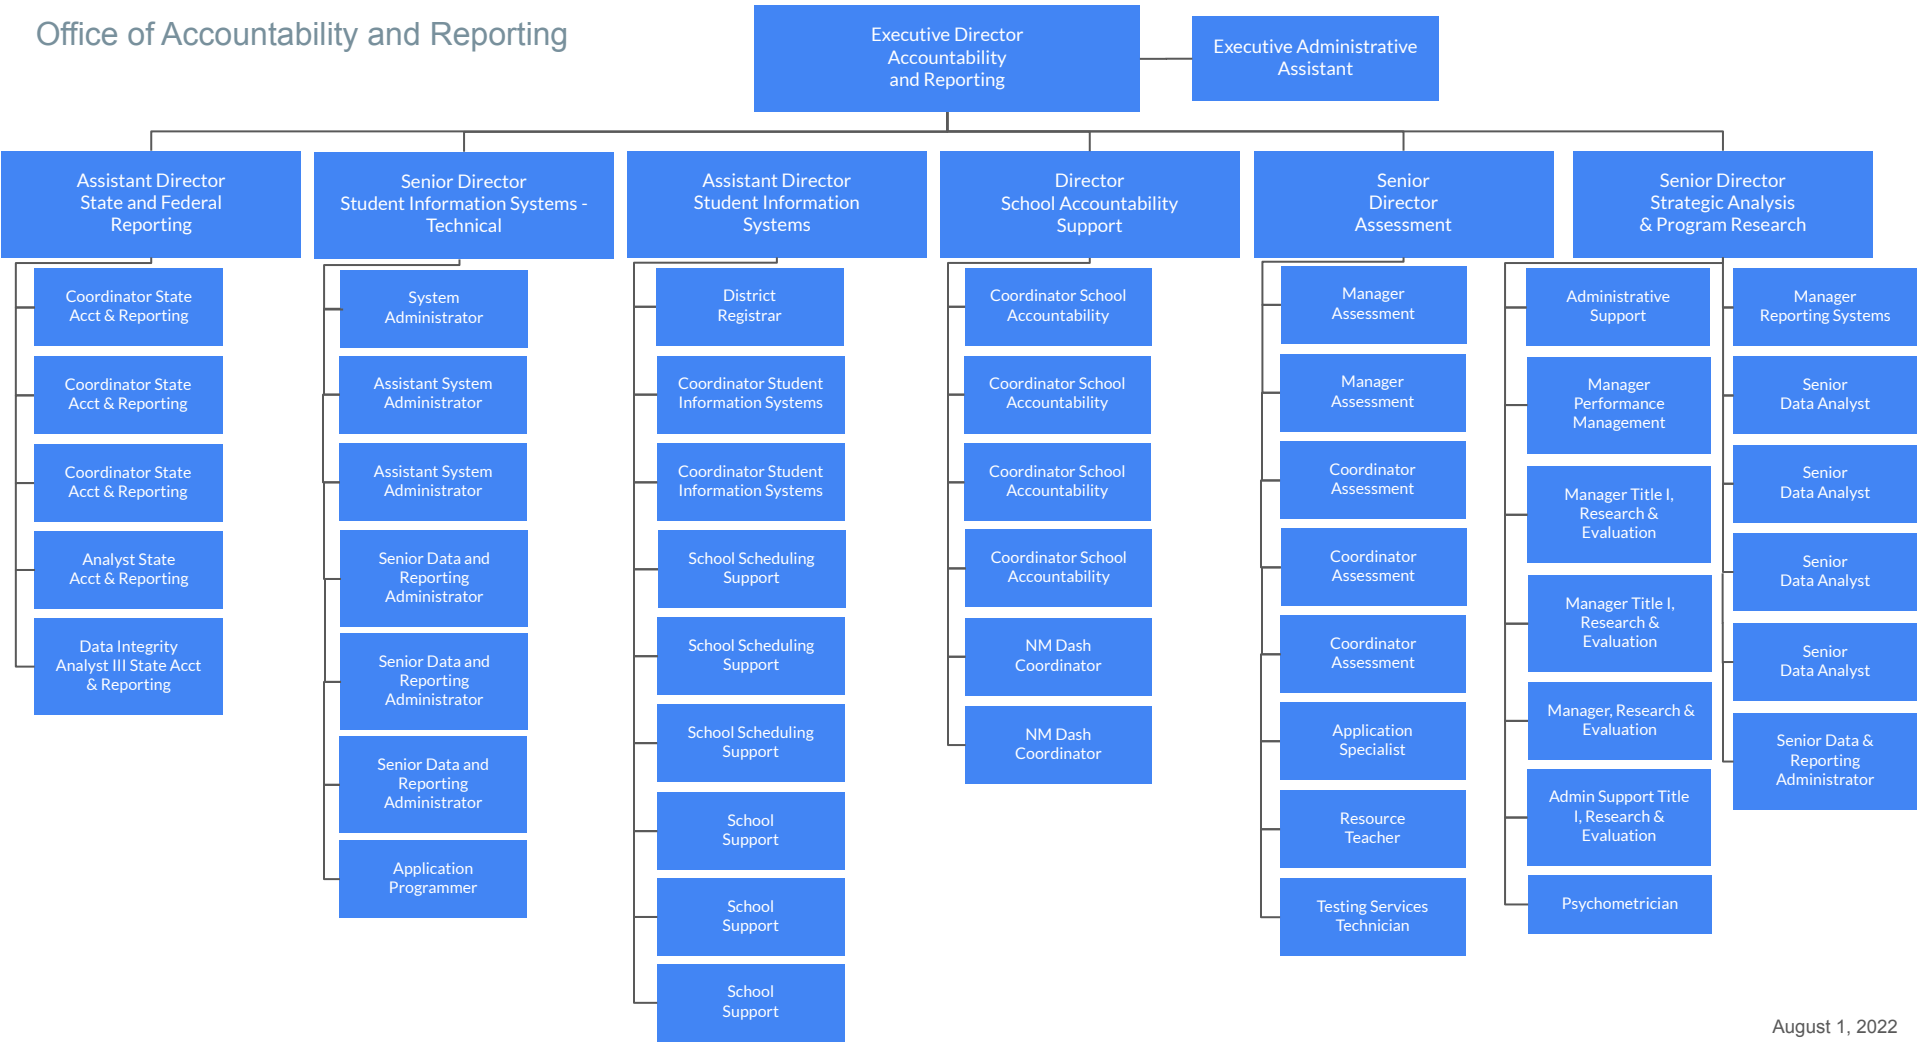 Office of Accountability and Reporting
Executive Director
Accountability
and Reporting
Executive Administrative
Assistant
Assistant Director
State and Federal
Reporting
Senior Director
Student Information Systems -
Technical
Assistant Director
Student Information
Systems
Director
School Accountability
Support
Senior
Director
Assessment
Senior Director
Strategic Analysis
& Program Research
Coordinator State
Acct & Reporting
Coordinator State
Acct & Reporting
Coordinator State
Acct & Reporting
Analyst State
Acct & Reporting
Data Integrity
Analyst III State Acct
& Reporting
System
Administrator
Assistant System
Administrator
Assistant System
Administrator
Senior Data and
Reporting
Administrator
Senior Data and
Reporting
Administrator
Senior Data and
Reporting
Administrator
Application
Programmer
District
Registrar
Coordinator Student
Information Systems
Coordinator Student
Information Systems
School Scheduling
Support
School Scheduling
Support
School Scheduling
Support
School
Support
School
Support
School
Support
Coordinator School
Accountability
Coordinator School
Accountability
Coordinator School
Accountability
Coordinator School
Accountability
NM Dash
Coordinator
NM Dash
Coordinator
Manager
Assessment
Manager
Assessment
Coordinator
Assessment
Coordinator
Assessment
Coordinator
Assessment
Application
Specialist
Resource
Teacher
Testing Services
Technician
Administrative
Support
Manager
Performance
Management
Manager Title I,
Research &
Evaluation
Manager Title I,
Research &
Evaluation
Manager, Research &
Evaluation
Admin Support Title
I, Research &
Evaluation
Psychometrician
Manager
Reporting Systems
Senior
Data Analyst
Senior
Data Analyst
Senior
Data Analyst
Senior
Data Analyst
Senior Data &
Reporting
Administrator
August 1, 2022